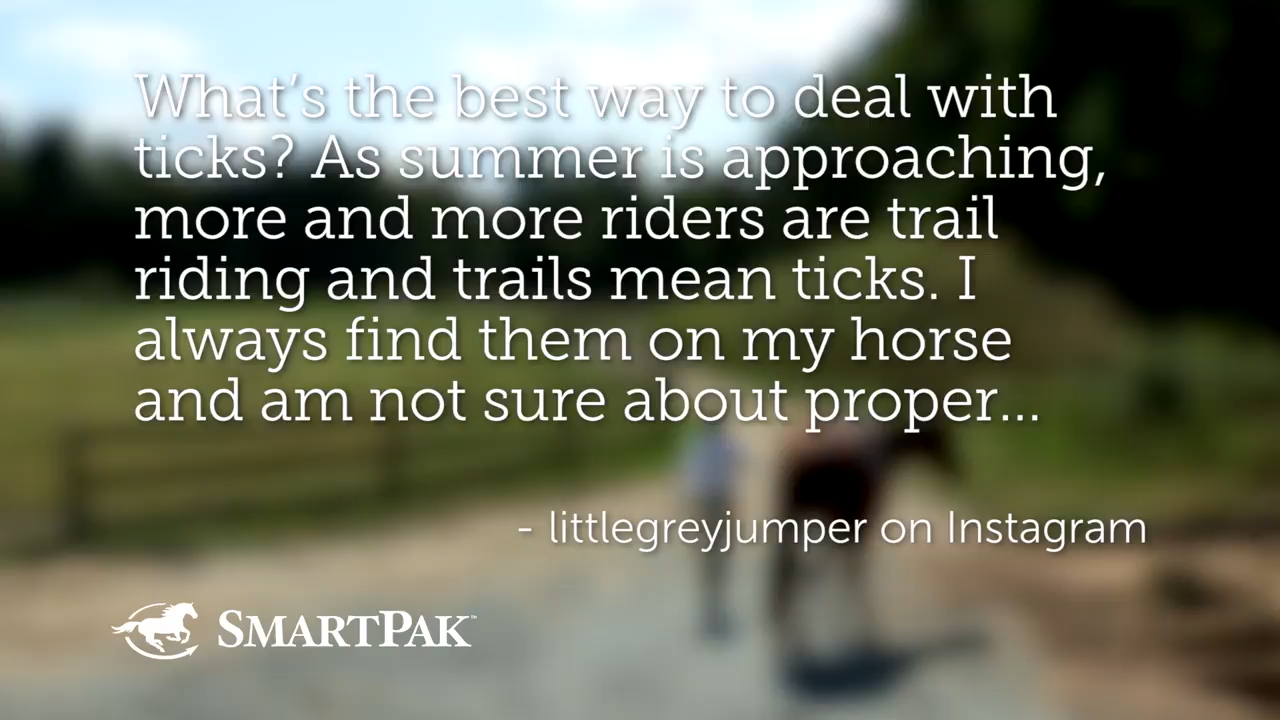 What's the best way to deal with
ticks? As summer is approaching,
more and more riders are trail
riding and trails mean ticks. I
always find them on my horse
and am not sure about proper...
- littlegreyjumper on Instagram
SMARTPAK™